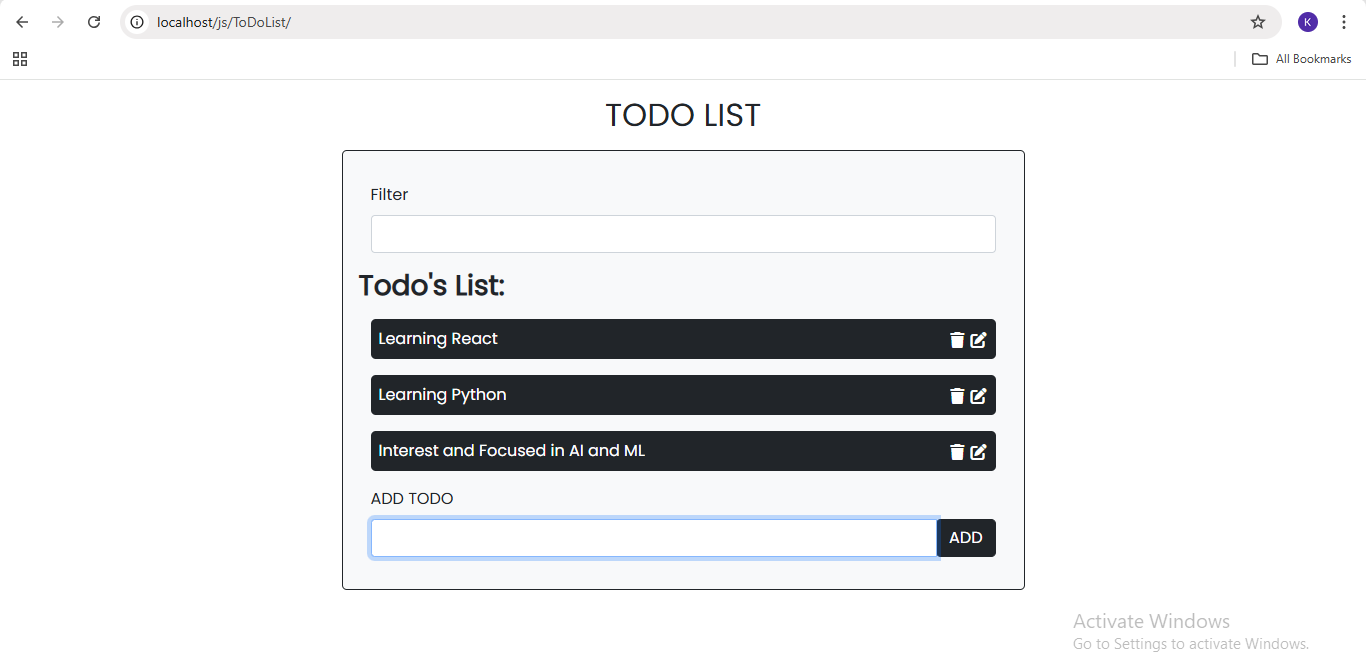 localhost/js/ToDoList/
K
All Bookmarks
TODO LIST
Filter
Todo's List:
Learning React
Learning Python
Interest and Focused in AI and ML
ADD TODO
ADD
Activate Windows
Go to Settings to activate Windows.